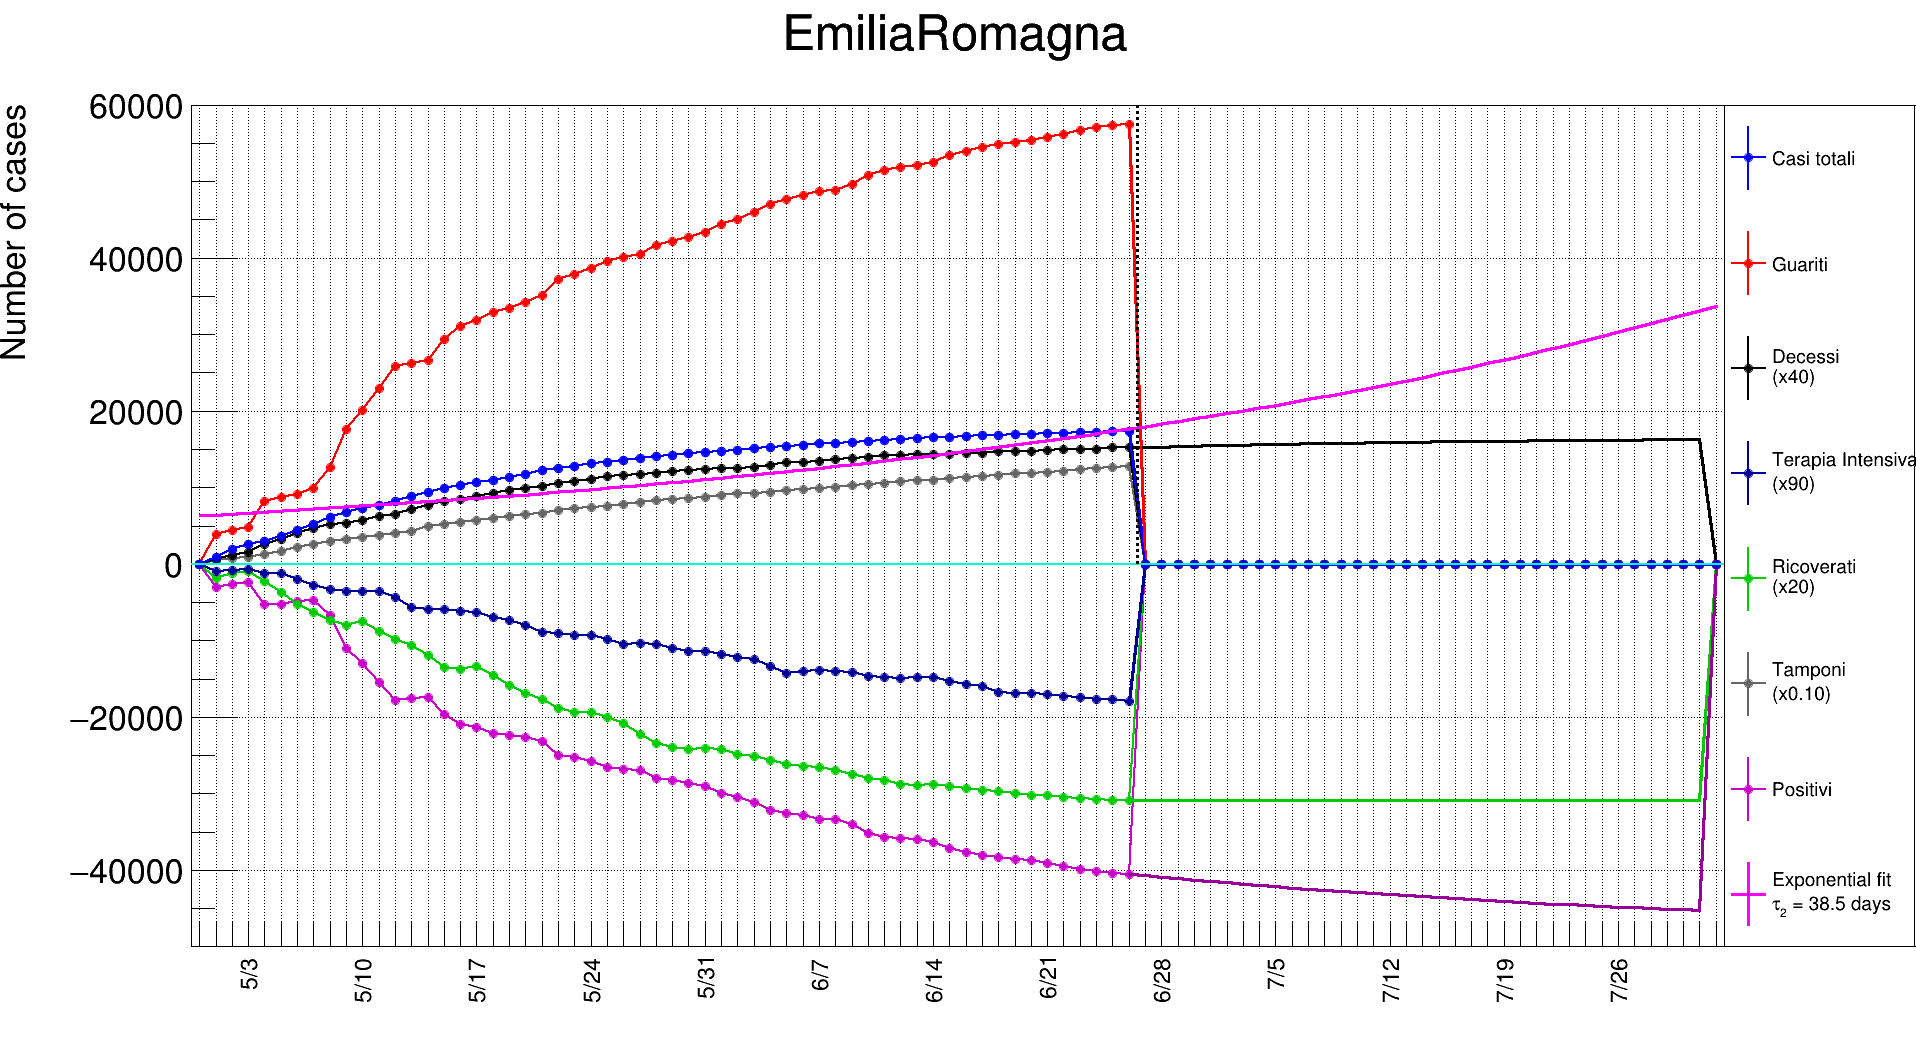 EmiliaRomagna
Number of cases
60000
40000
20000
0
−20000
−40000
5/3
5/10
5/17
5/24
5/31
6/7
6/14
6/21
6/28
7/5
7/12
7/19
7/26
Casi totali
Guariti
Decessi
(x40)
Terapia Intensiva
(x90)
Ricoverati
(x20)
Tamponi
(x0.10)
Positivi
Exponential fit
τ₂ = 38.5 days